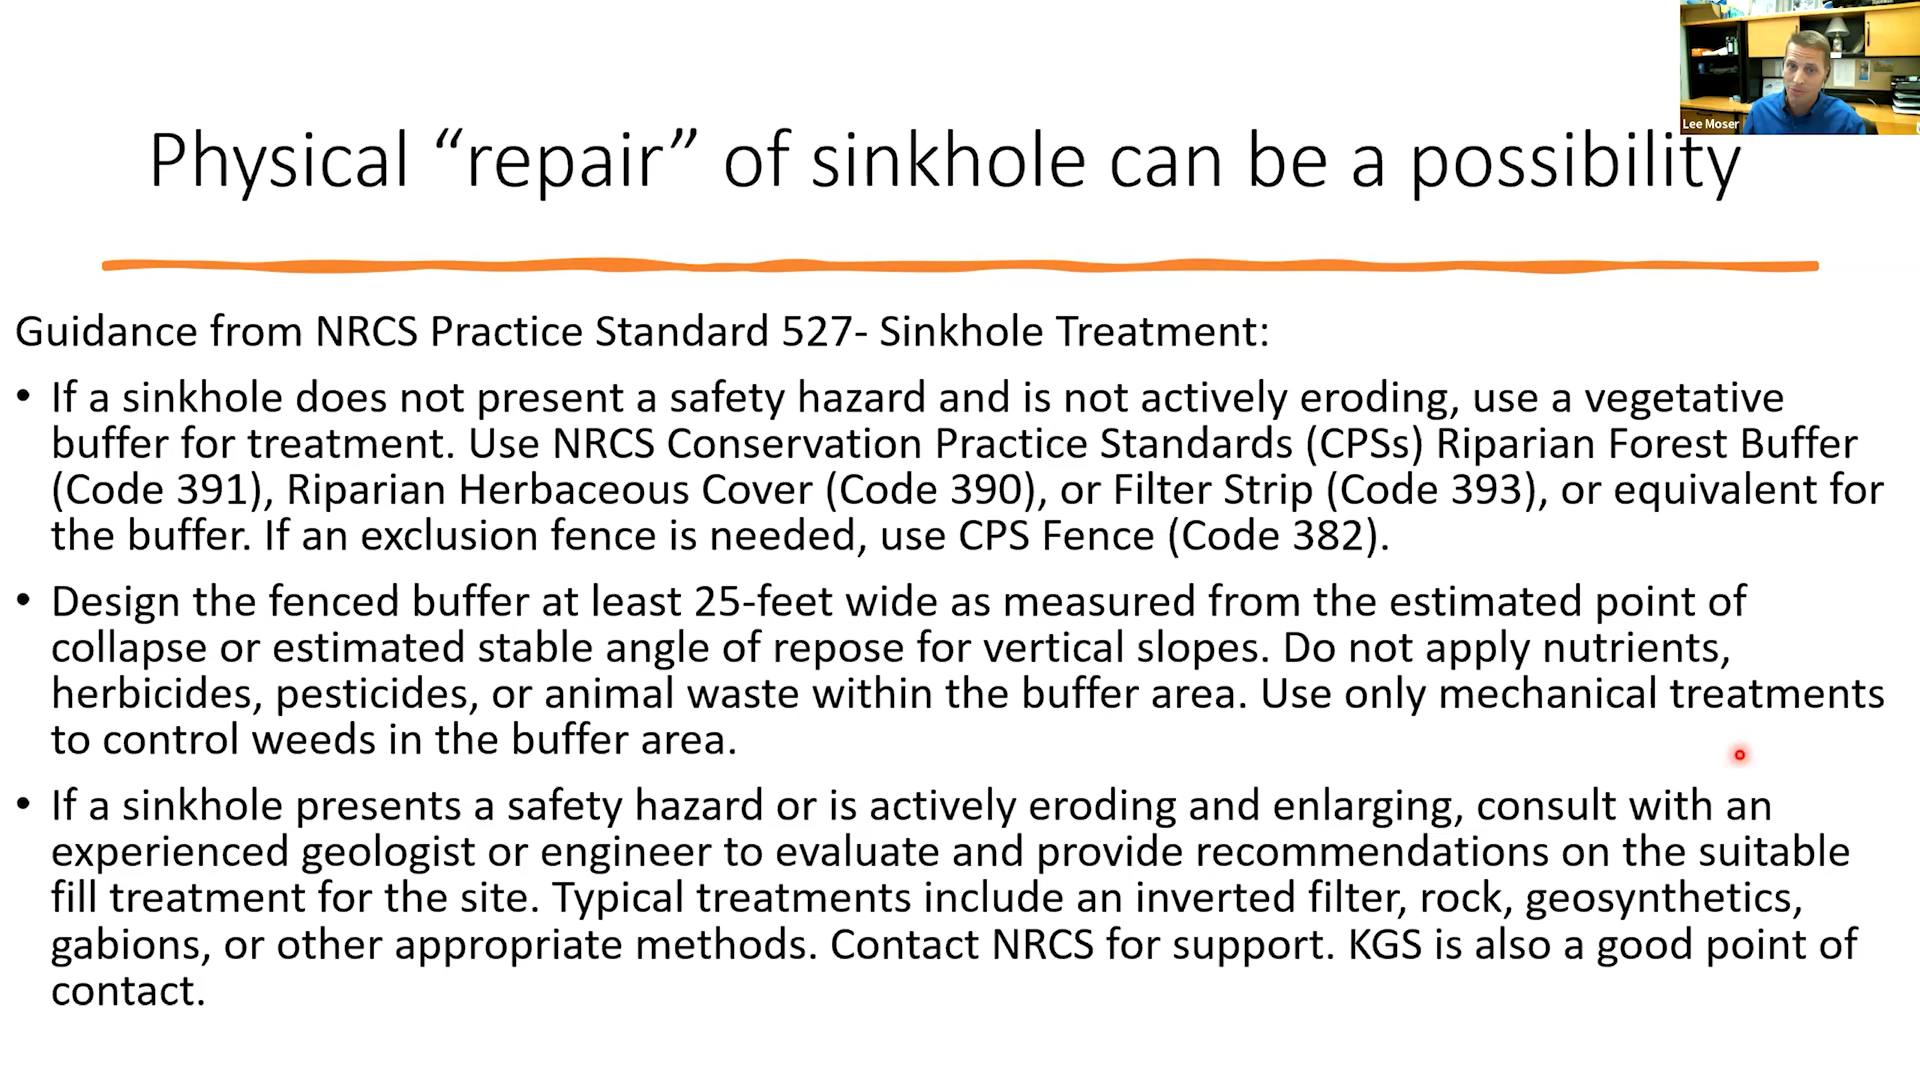 Lee Moser
Physical “repair” of sinkhole can be a possibility
Guidance from NRCS Practice Standard 527- Sinkhole Treatment:
• If a sinkhole does not present a safety hazard and is not actively eroding, use a vegetative
buffer for treatment. Use NRCS Conservation Practice Standards (CPSs) Riparian Forest Buffer
(Code 391), Riparian Herbaceous Cover (Code 390), or Filter Strip (Code 393), or equivalent for
the buffer. If an exclusion fence is needed, use CPS Fence (Code 382).
• Design the fenced buffer at least 25-feet wide as measured from the estimated point of
collapse or estimated stable angle of repose for vertical slopes. Do not apply nutrients,
herbicides, pesticides, or animal waste within the buffer area. Use only mechanical treatments
to control weeds in the buffer area.
• If a sinkhole presents a safety hazard or is actively eroding and enlarging, consult with an
experienced geologist or engineer to evaluate and provide recommendations on the suitable
fill treatment for the site. Typical treatments include an inverted filter, rock, geosynthetics,
gabions, or other appropriate methods. Contact NRCS for support. KGS is also a good point of
contact.